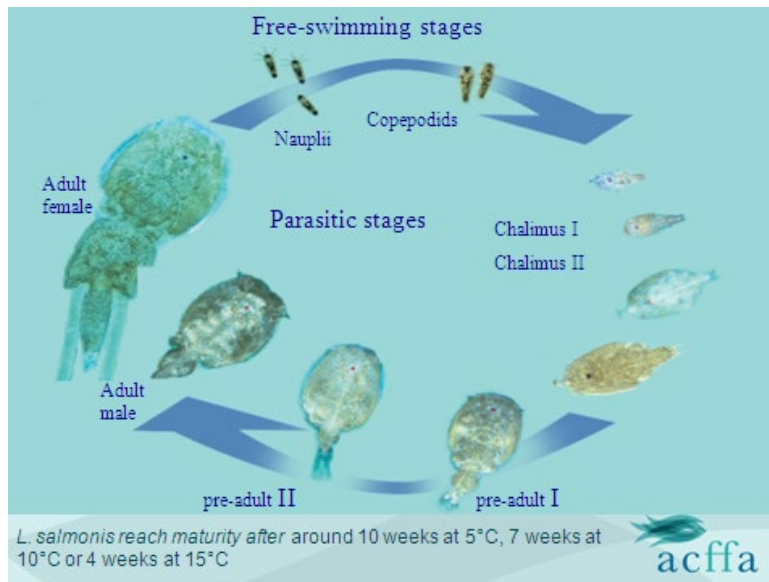 Free-swimming stages
Nauplii
Copepodids
Adult
female
Parasitic stages
Chalimus I
Chalimus II
Adult
male
pre-adult II
pre-adult I
L. salmonis reach maturity after around 10 weeks at 5°C, 7 weeks at
10°C or 4 weeks at 15°C
acffa